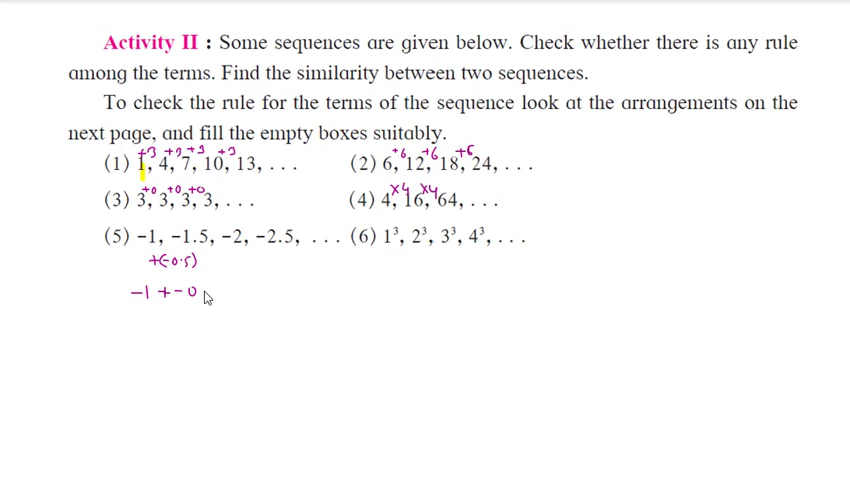 Activity II : Some sequences are given below. Check whether there is any rule
among the terms. Find the similarity between two sequences.
To check the rule for the terms of the sequence look at the arrangements on the
next page, and fill the empty boxes suitably.
+3 +3 +3 +3 +6 +6 +6
(1) 1, 4, 7, 10, 13, . . . (2) 6, 12, 18, 24, . . .
+0 +0 +0 ×4 ×4
(3) 3, 3, 3, 3, . . . (4) 4, 16, 64, . . .
(5) −1, −1.5, −2, −2.5, . . . (6) 1³, 2³, 3³, 4³, . . .
+(-0.5)
-1 + -0